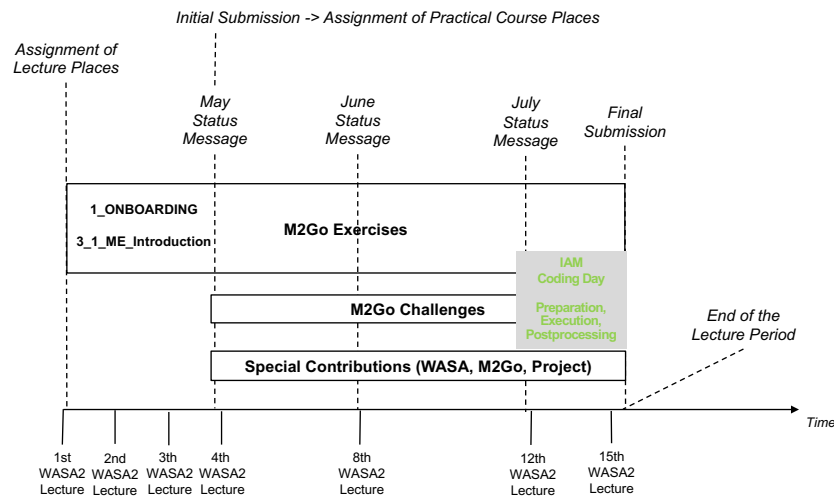 Initial Submission -> Assignment of Practical Course Places
Assignment of
Lecture Places
May
Status
Message
June
Status
Message
July
Status
Message
Final
Submission
1_ONBOARDING
3_1_ME_Introduction
M2Go Exercises
IAM
Coding Day
Preparation,
Execution,
Postprocessing
M2Go Challenges
End of the
Lecture Period
Special Contributions (WASA, M2Go, Project)
Time
1st
WASA2
Lecture
2nd
WASA2
Lecture
3th
WASA2
Lecture
4th
WASA2
Lecture
8th
WASA2
Lecture
12th
WASA2
Lecture
15th
WASA2
Lecture